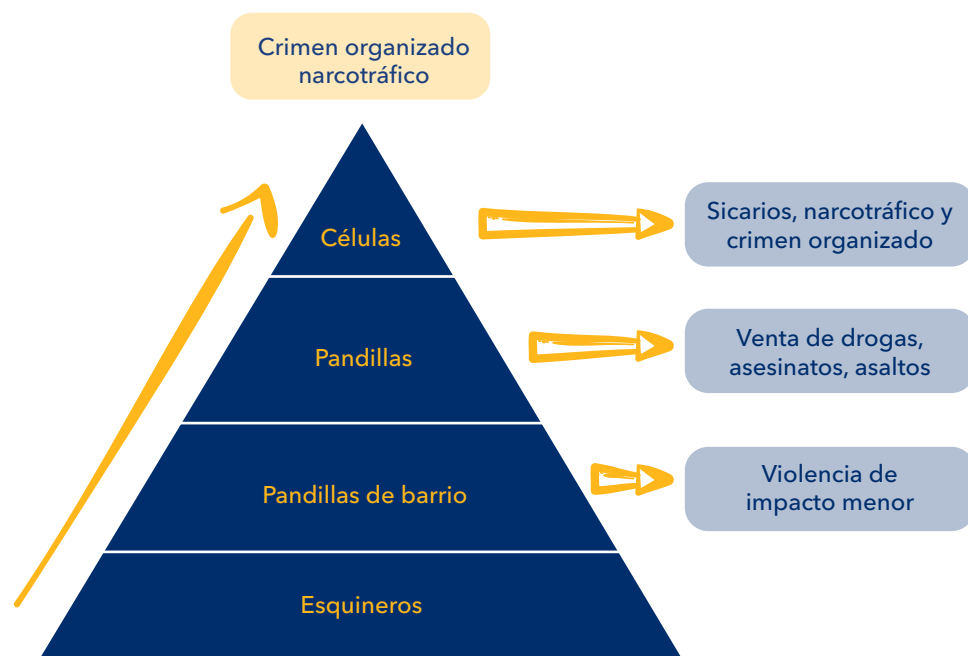 Crimen organizado
narcotráfico
Células
Sicarios, narcotráfico y
crimen organizado
Pandillas
Venta de drogas,
asesinatos, asaltos
Pandillas de barrio
Violencia de
impacto menor
Esquineros